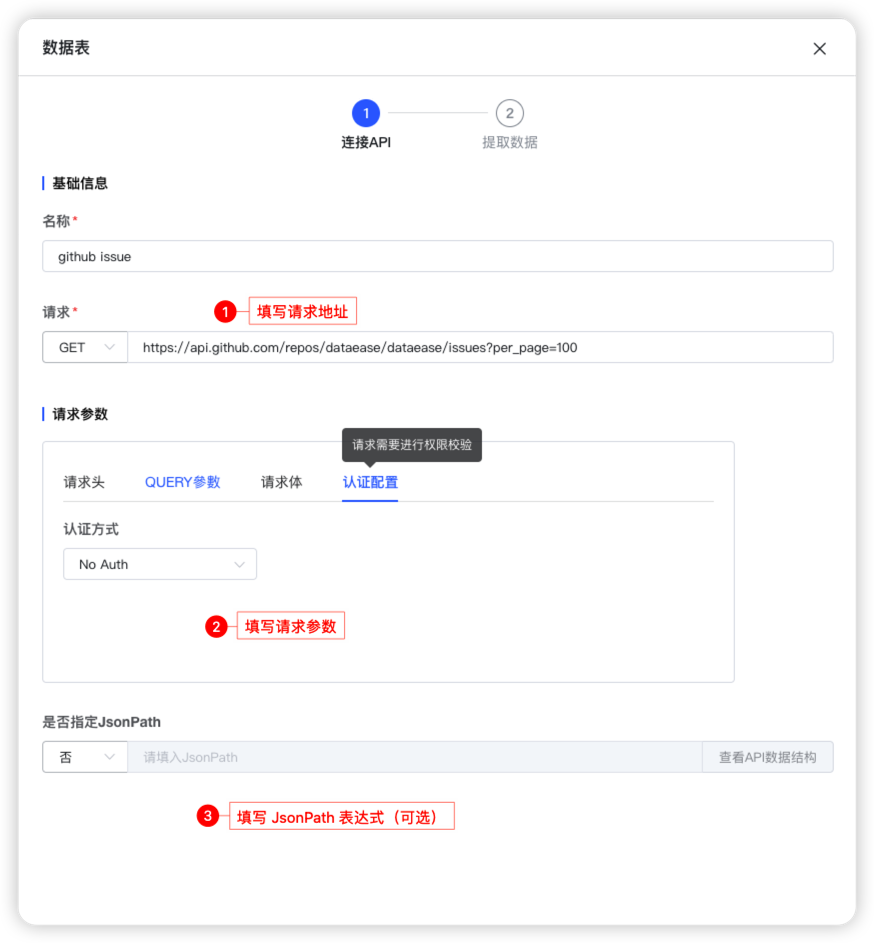 数据表
1 2
连接API 提取数据
基础信息
名称*
github issue
1 填写请求地址
请求*
GET https://api.github.com/repos/dataease/dataease/issues?per_page=100
请求参数
请求需要进行权限校验
请求头 QUERY参數 请求体 认证配置
认证方式
No Auth
2 填写请求参数
是否指定JsonPath
否 请填入JsonPath 查看API数据结构
3 填写 JsonPath 表达式（可选）